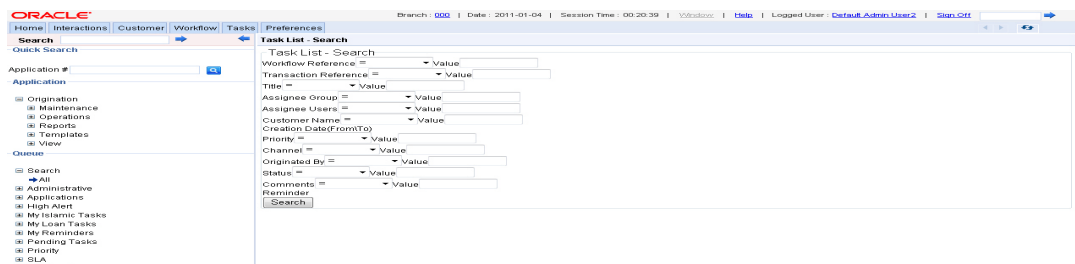 ORACLE
Branch : 000 | Date : 2011-01-04 | Session Time : 00:20:39 | Window | Help | Logged User : Default Admin User2 | Sign Off
Home Interactions Customer Workflow Tasks Preferences
Search
Quick Search
Application #
Application
Origination
Maintenance
Operations
Reports
Templates
View
Queue
Search
All
Administrative
Applications
High Alert
My Islamic Tasks
My Loan Tasks
My Reminders
Pending Tasks
Priority
SLA
Task List - Search
Task List - Search
Workflow Reference = Value
Transaction Reference = Value
Title = Value
Assignee Group = Value
Assignee Users = Value
Customer Name = Value
Creation Date(From\To)
Priority = Value
Channel = Value
Originated By = Value
Status = Value
Comments = Value
Reminder
Search